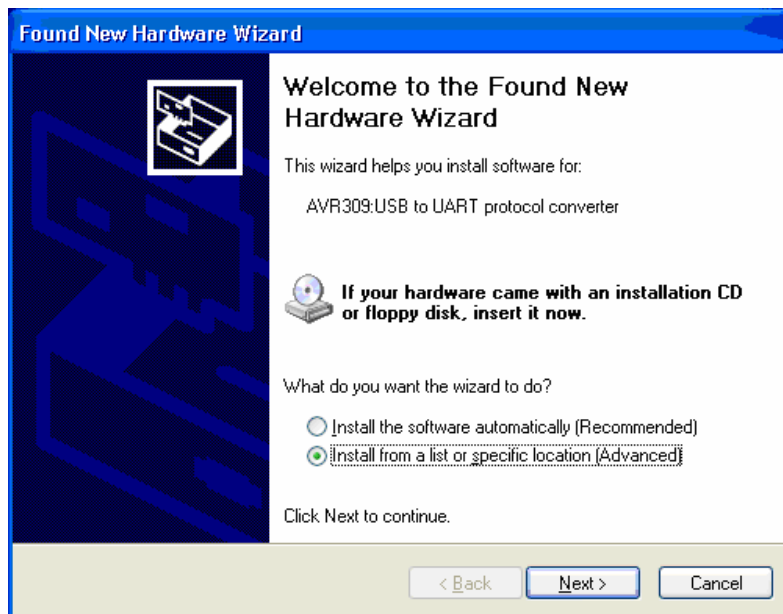 Found New Hardware Wizard
Welcome to the Found New
Hardware Wizard
This wizard helps you install software for:
AVR309:USB to UART protocol converter
If your hardware came with an installation CD
or floppy disk, insert it now.
What do you want the wizard to do?
Install the software automatically (Recommended)
Install from a list or specific location (Advanced)
Click Next to continue.
< Back Next > Cancel